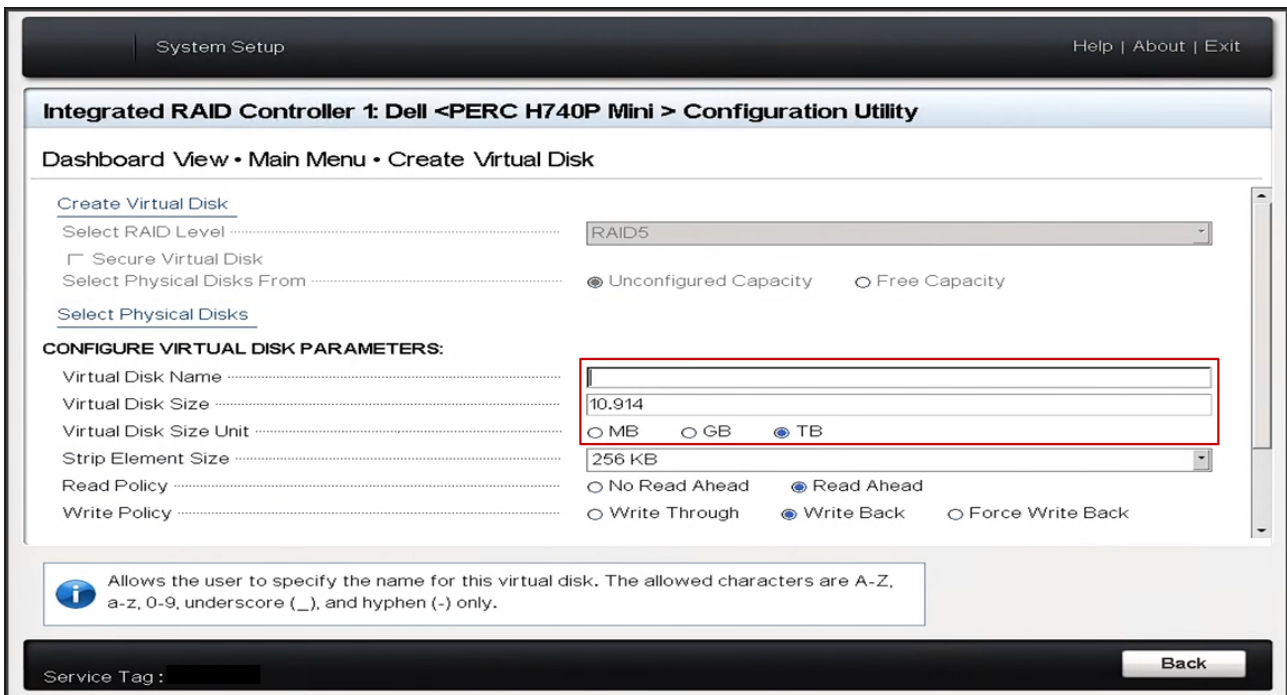 System Setup
Help | About | Exit
Integrated RAID Controller 1: Dell <PERC H740P Mini > Configuration Utility
Dashboard View • Main Menu • Create Virtual Disk
Create Virtual Disk
Select RAID Level RAID5
Secure Virtual Disk
Select Physical Disks From Unconfigured Capacity Free Capacity
Select Physical Disks
CONFIGURE VIRTUAL DISK PARAMETERS:
Virtual Disk Name
Virtual Disk Size 10.914
Virtual Disk Size Unit MB GB TB
Strip Element Size 256 KB
Read Policy No Read Ahead Read Ahead
Write Policy Write Through Write Back Force Write Back
Allows the user to specify the name for this virtual disk. The allowed characters are A-Z,
a-z, 0-9, underscore (_), and hyphen (-) only.
Service Tag :
Back